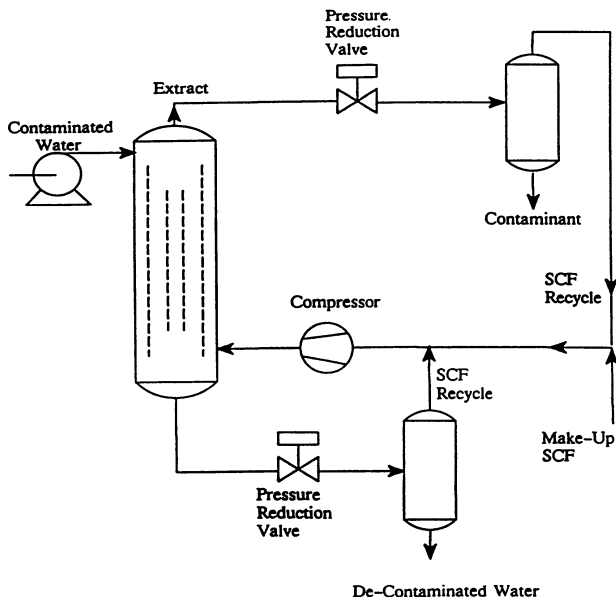 Pressure.
Reduction
Valve
Extract
Contaminated
Water
Contaminant
SCF
Recycle
Compressor
SCF
Recycle
Make-Up
SCF
Pressure
Reduction
Valve
De-Contaminated Water